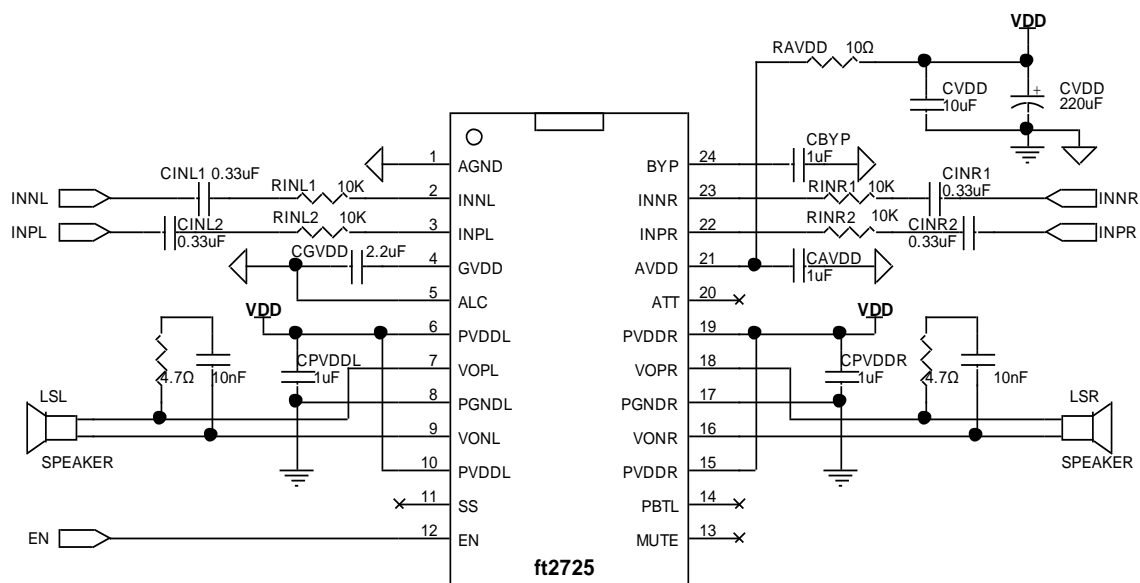 VDD
RAVDD 10Ω
CVDD
10uF
CVDD
220uF
+
CBYP
1uF
1 AGND
BYP 24
CINL1 0.33uF
RINL1 10K
INNL
2 INNL
INNR 23
RINR1 10K
CINR1
0.33uF
INNR
CINL2
0.33uF
RINL2 10K
INPL
3 INPL
INPR 22
RINR2 10K
CINR2
0.33uF
INPR
CGVDD 2.2uF
4 GVDD
AVDD 21
CAVDD
1uF
5 ALC
ATT 20
VDD
6 PVDDL
PVDDR 19
VDD
4.7Ω
10nF
CPVDDL
1uF
7 VOPL
VOPR 18
CPVDDR
1uF
4.7Ω
10nF
LSL
SPEAKER
8 PGNDL
PGNDR 17
LSR
SPEAKER
9 VONL
VONR 16
10 PVDDL
PVDDR 15
11 SS
PBTL 14
EN
12 EN
MUTE 13
ft2725